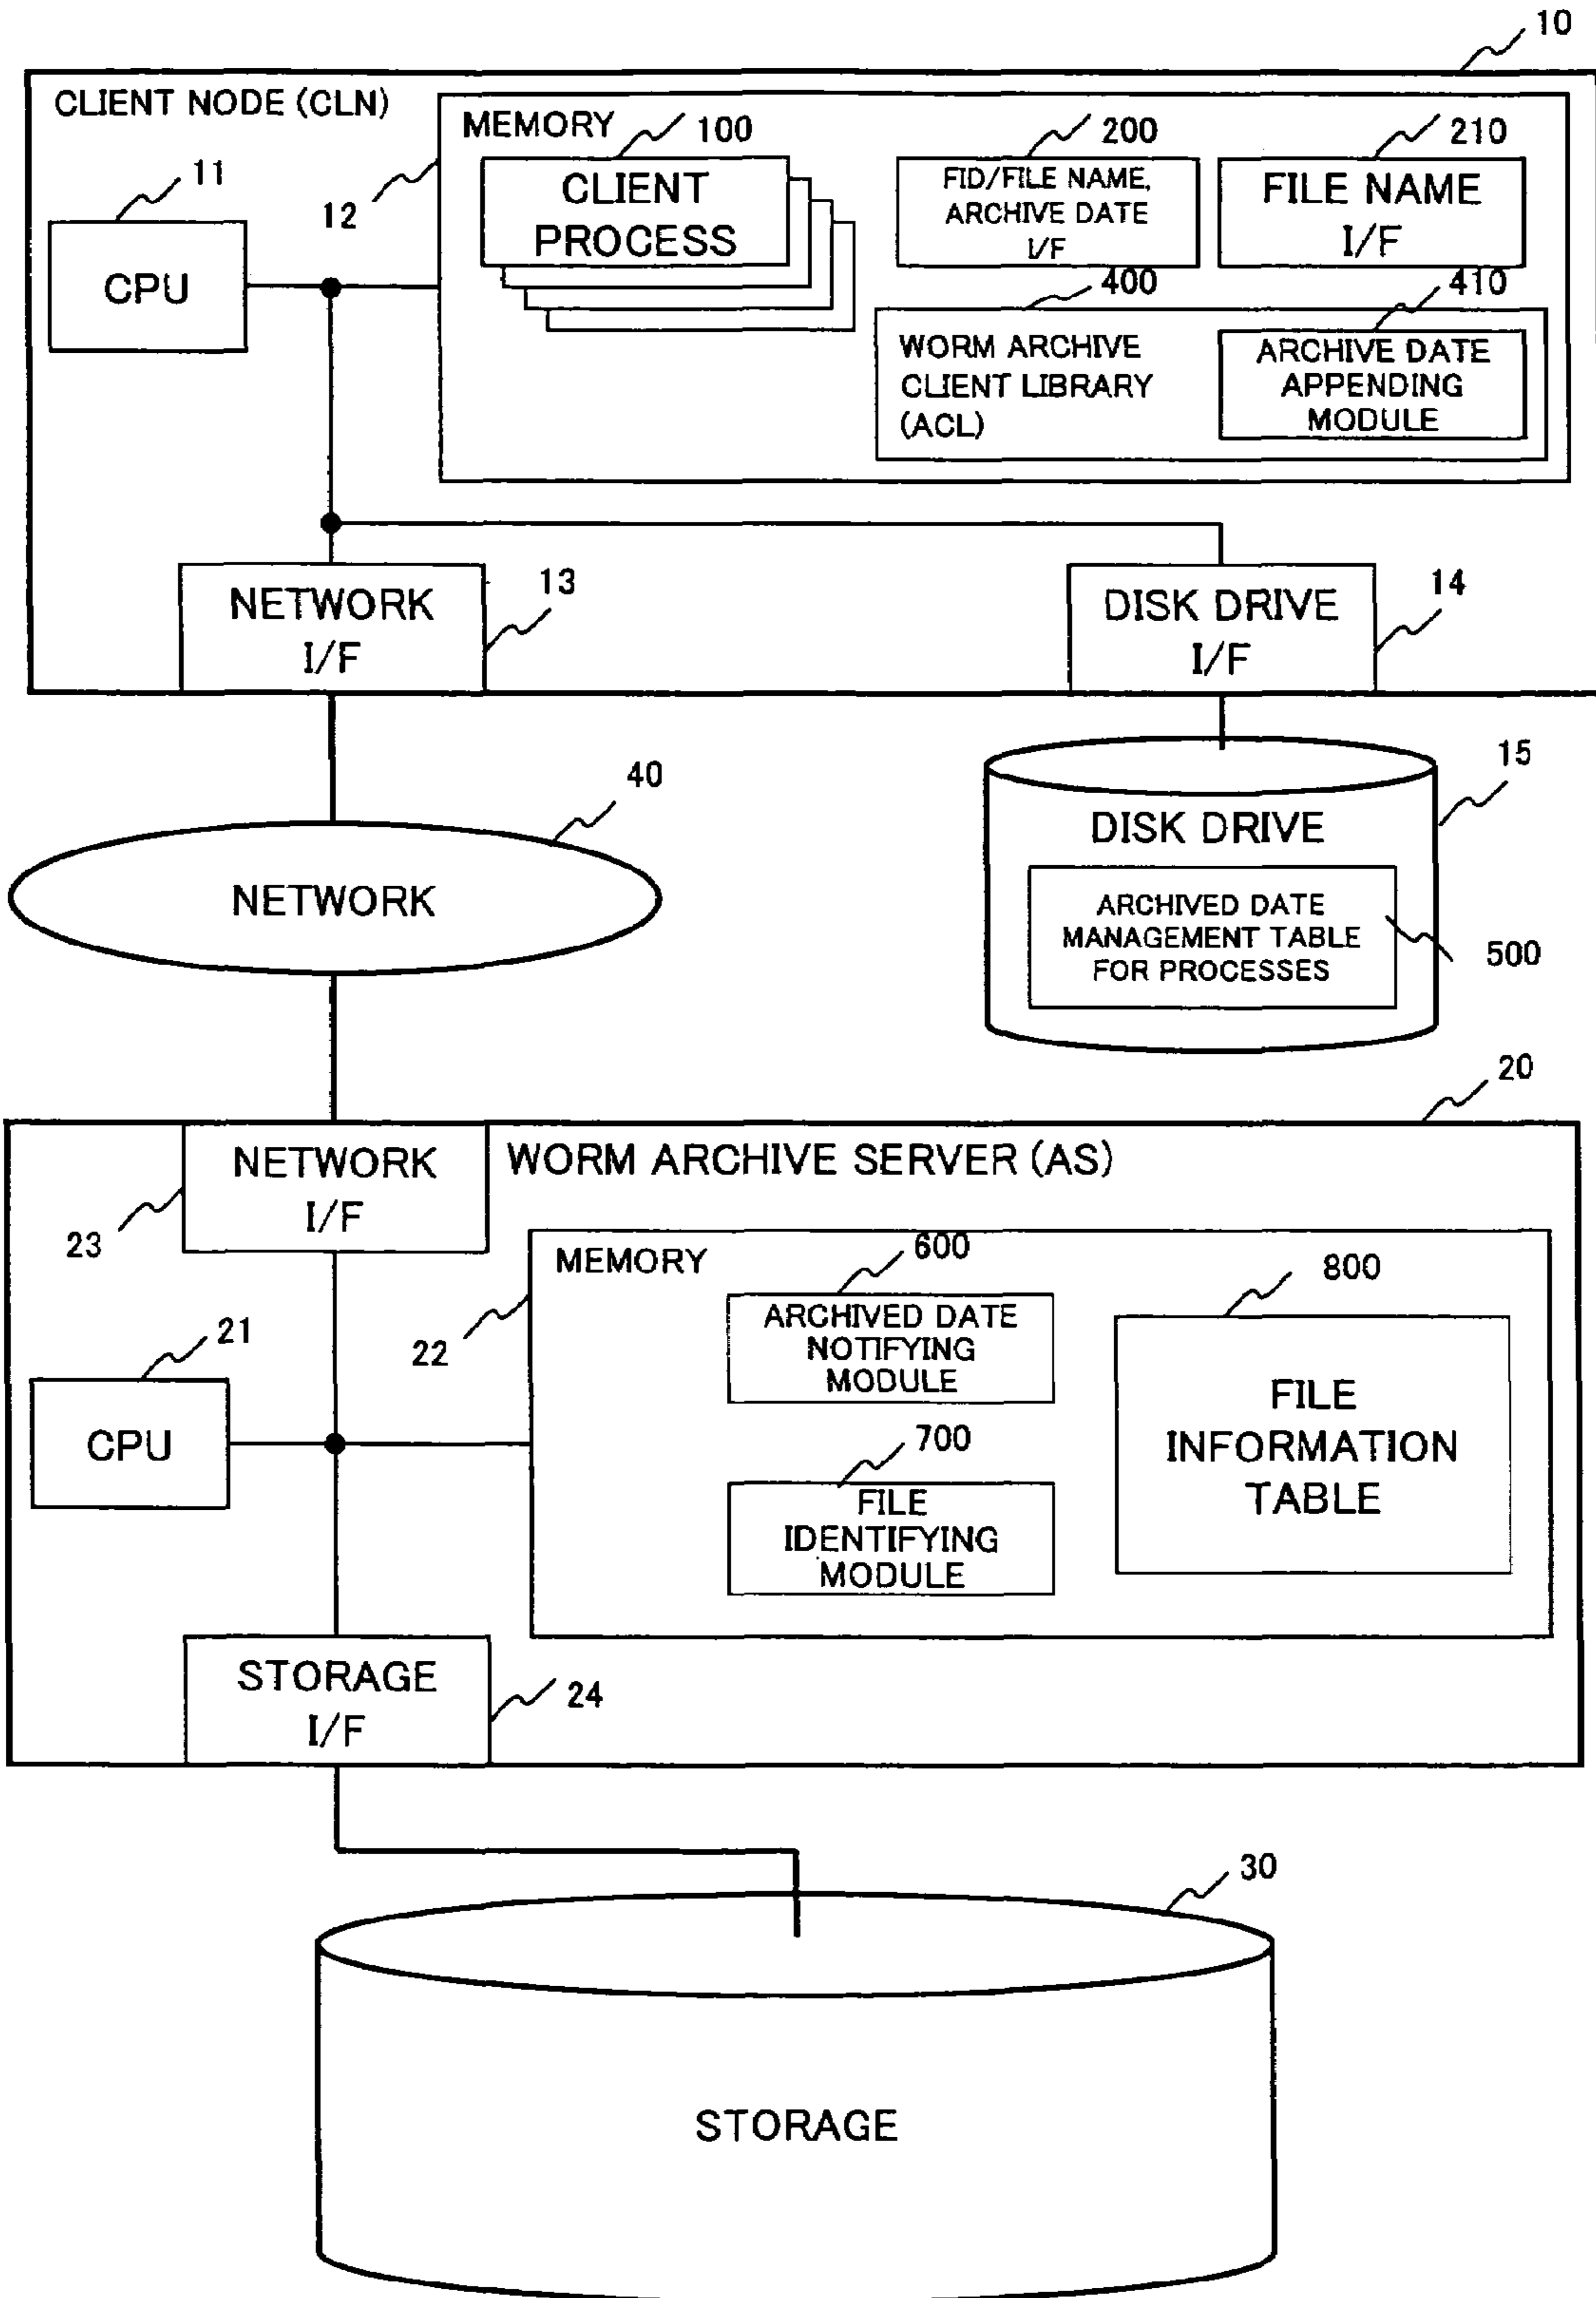 10
CLIENT NODE (CLN)
MEMORY
100
200
210
11
12
CLIENT
PROCESS
FID/FILE NAME,
ARCHIVE DATE
I/F
FILE NAME
I/F
CPU
400
410
WORM ARCHIVE
CLIENT LIBRARY
(ACL)
ARCHIVE DATE
APPENDING
MODULE
NETWORK
I/F
13
DISK DRIVE
I/F
14
40
15
NETWORK
DISK DRIVE
ARCHIVED DATE
MANAGEMENT TABLE
FOR PROCESSES
500
20
NETWORK
I/F
WORM ARCHIVE SERVER (AS)
23
MEMORY
600
800
21
22
ARCHIVED DATE
NOTIFYING
MODULE
CPU
700
FILE
IDENTIFYING
MODULE
FILE
INFORMATION
TABLE
STORAGE
I/F
24
30
STORAGE